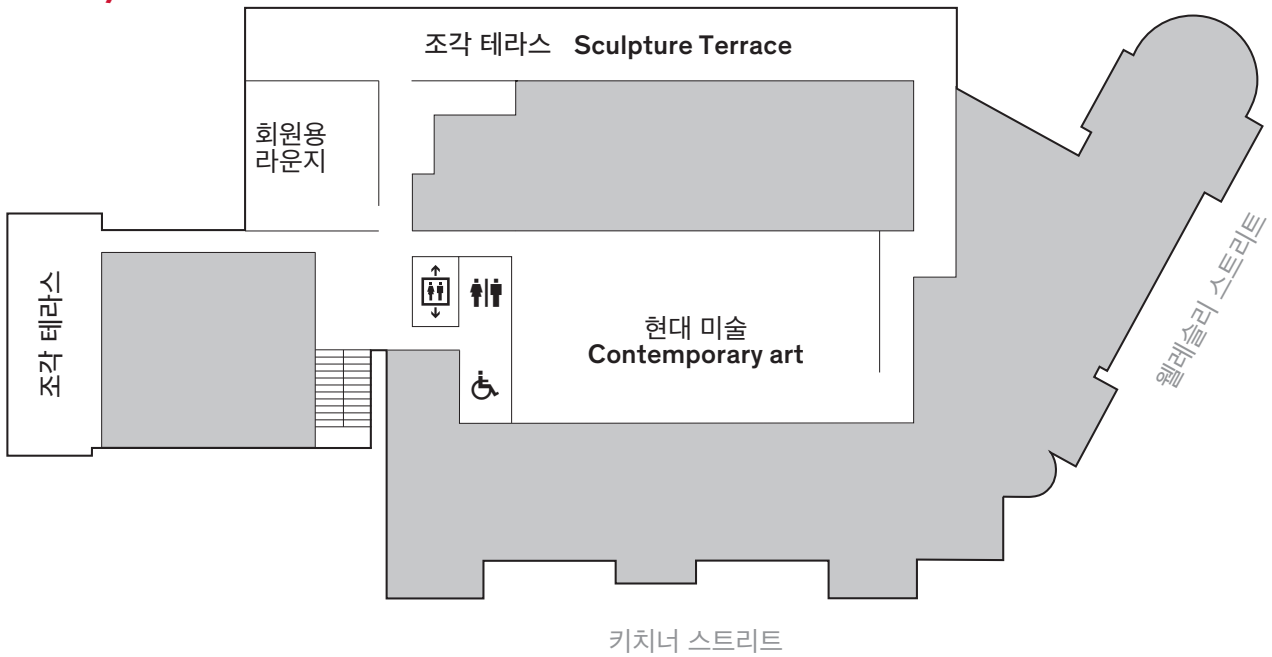 조각 테라스 Sculpture Terrace
회원용
라운지
조각 테라스
현대 미술
Contemporary art
웰레슬리 스트리트
키치너 스트리트